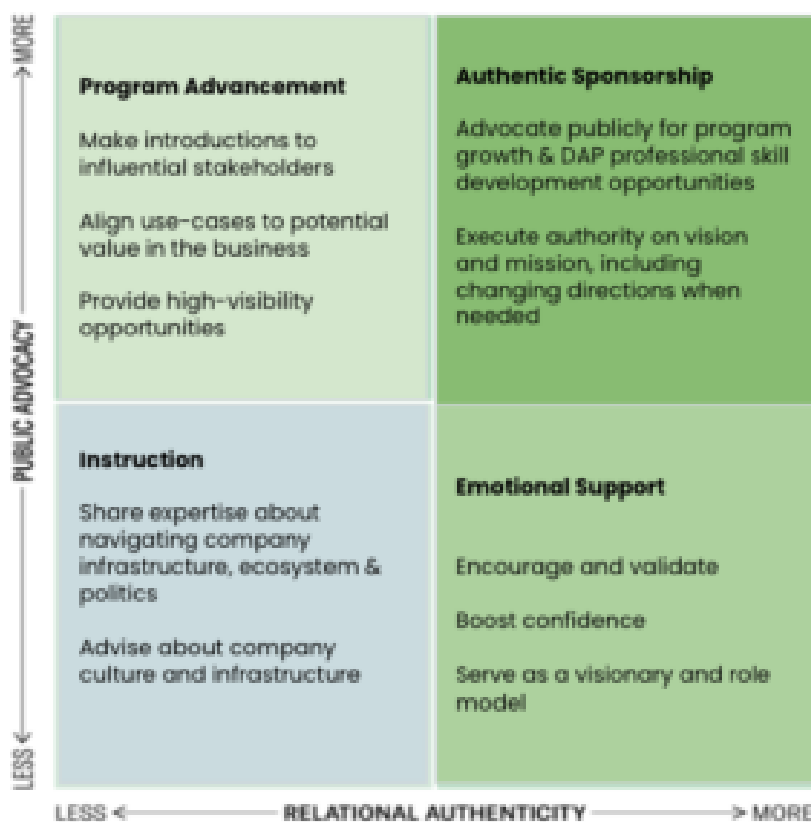 > MORE
PUBLIC ADVOCACY
LESS <
Program Advancement
Make introductions to
influential stakeholders
Align use-cases to potential
value in the business
Provide high-visibility
opportunities
Authentic Sponsorship
Advocate publicly for program
growth & DAP professional skill
development opportunities
Execute authority on vision
and mission, including
changing directions when
needed
Instruction
Share expertise about
navigating company
infrastructure, ecosystem &
politics
Advise about company
culture and infrastructure
Emotional Support
Encourage and validate
Boost confidence
Serve as a visionary and role
model
LESS < RELATIONAL AUTHENTICITY > MORE